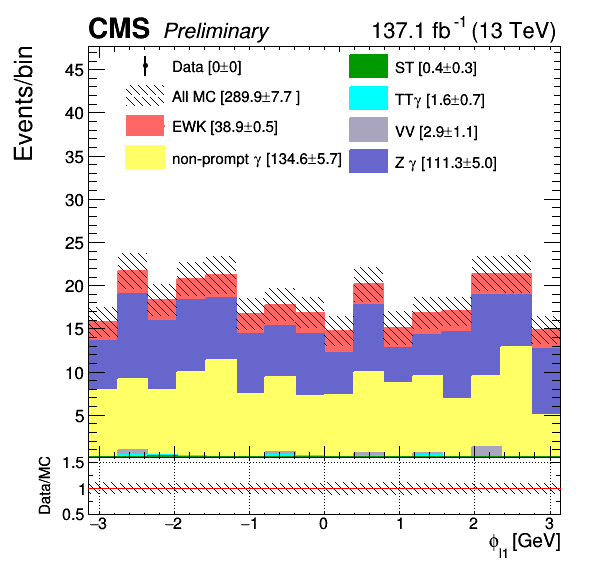 CMS Preliminary 137.1 fb⁻¹ (13 TeV)
Events/bin
45
40
35
30
25
20
15
10
5
Data [0±0]
All MC [289.9±7.7 ]
EWK [38.9±0.5]
non-prompt γ [134.6±5.7]
ST [0.4±0.3]
TTγ [1.6±0.7]
VV [2.9±1.1]
Z γ [111.3±5.0]
Data/MC
1.5
1
0.5
−3 −2 −1 0 1 2 3
ϕ_l1 [GeV]